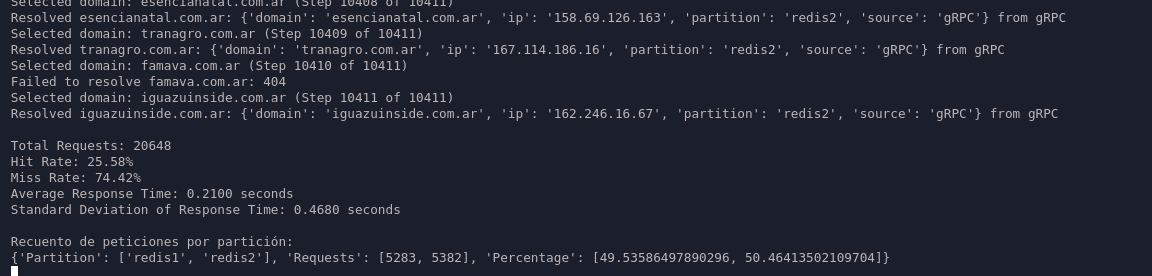 Selected domain: esencianatal.com.ar (Step 10408 of 10411)
Resolved esencianatal.com.ar: {'domain': 'esencianatal.com.ar', 'ip': '158.69.126.163', 'partition': 'redis2', 'source': 'gRPC'} from gRPC
Selected domain: tranagro.com.ar (Step 10409 of 10411)
Resolved tranagro.com.ar: {'domain': 'tranagro.com.ar', 'ip': '167.114.186.16', 'partition': 'redis2', 'source': 'gRPC'} from gRPC
Selected domain: famava.com.ar (Step 10410 of 10411)
Failed to resolve famava.com.ar: 404
Selected domain: iguazuinside.com.ar (Step 10411 of 10411)
Resolved iguazuinside.com.ar: {'domain': 'iguazuinside.com.ar', 'ip': '162.246.16.67', 'partition': 'redis2', 'source': 'gRPC'} from gRPC
Total Requests: 20648
Hit Rate: 25.58%
Miss Rate: 74.42%
Average Response Time: 0.2100 seconds
Standard Deviation of Response Time: 0.4680 seconds
Recuento de peticiones por partición:
{'Partition': ['redis1', 'redis2'], 'Requests': [5283, 5382], 'Percentage': [49.53586497890296, 50.46413502109704]}